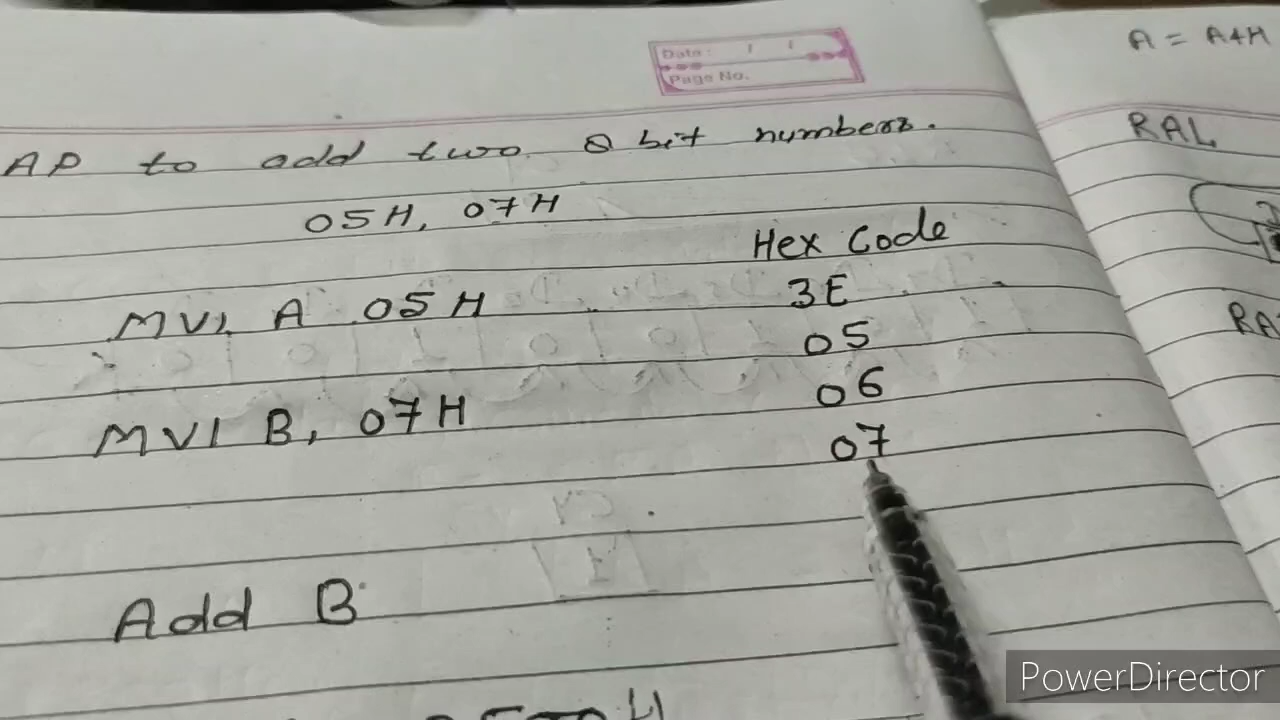 Date :
Page No.
A = A+H
AP to add two 8 bit numbers.
RAL
05H, 07H
Hex Code
MVI, A 05H
3E
05
MVI B, 07H
06
07
Add B
PowerDirector